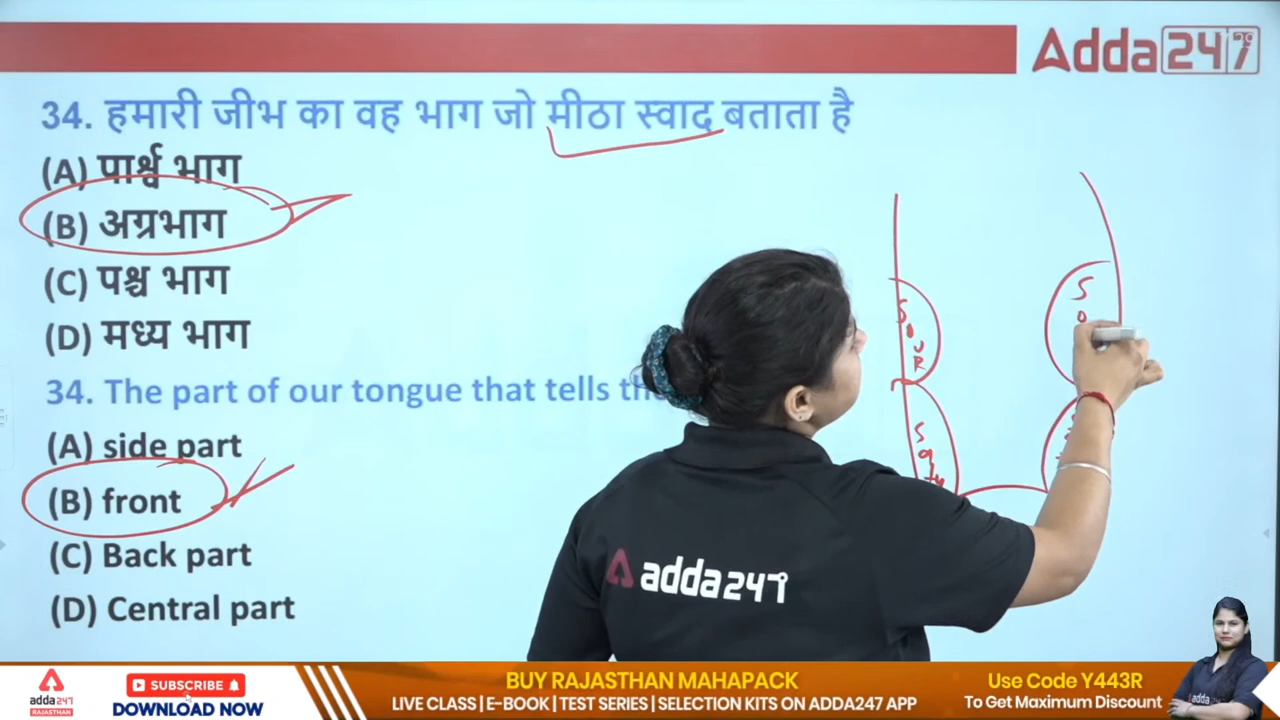 Adda247
34. हमारी जीभ का वह भाग जो मीठा स्वाद बताता है
(A) पार्श्व भाग
(B) अग्रभाग
(C) पश्च भाग
(D) मध्य भाग
34. The part of our tongue that tells
(A) side part
(B) front
(C) Back part
(D) Central part
SOUR
adda247
adda247
RAJASTHAN
SUBSCRIBE
DOWNLOAD NOW
BUY RAJASTHAN MAHAPACK
LIVE CLASS | E-BOOK | TEST SERIES | SELECTION KITS ON ADDA247 APP
Use Code Y443R
To Get Maximum Discount